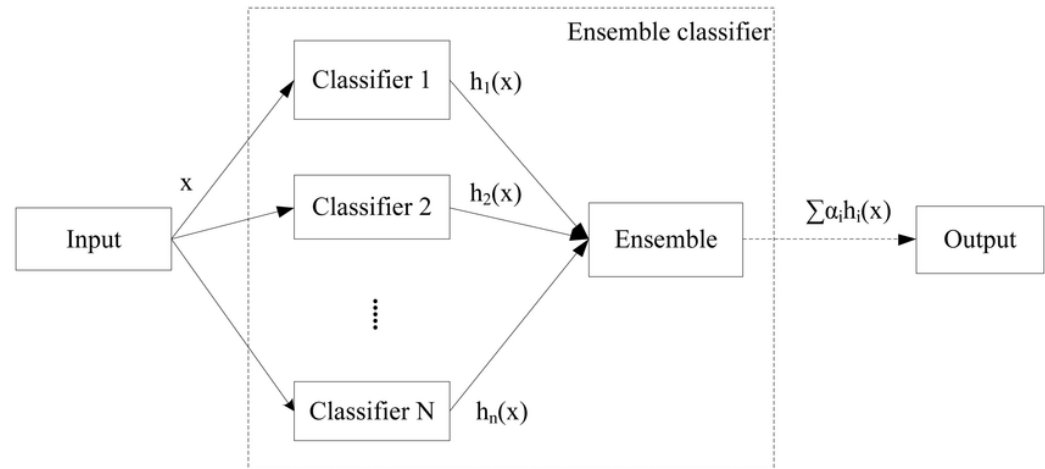 Ensemble classifier
Classifier 1
h₁(x)
x
Classifier 2
h₂(x)
Input
Ensemble
∑αᵢhᵢ(x)
Output
Classifier N
hₙ(x)